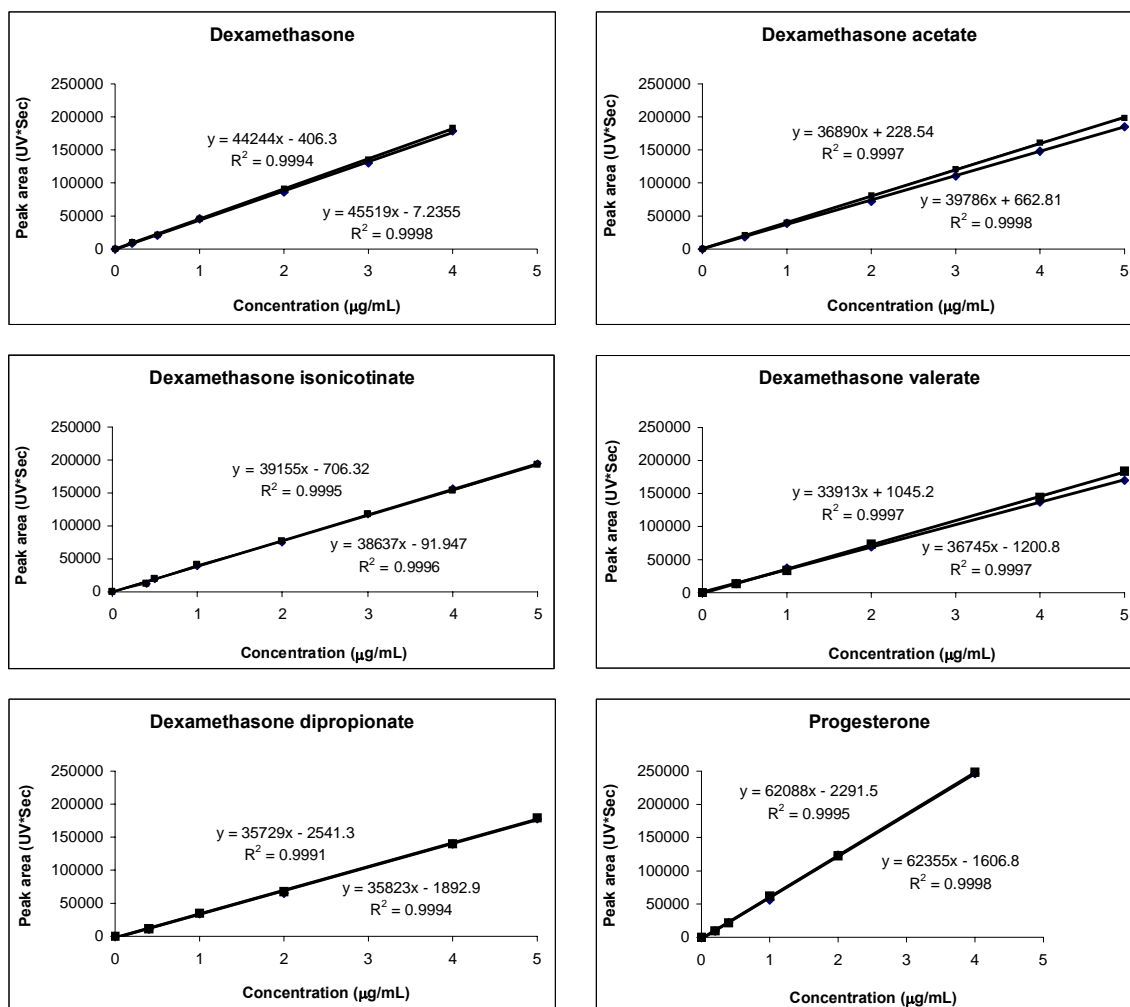 Dexamethasone
Peak area (UV*Sec)
250000
200000
150000
100000
50000
0
y = 44244x - 406.3
R² = 0.9994
y = 45519x - 7.2355
R² = 0.9998
0 1 2 3 4 5
Concentration (μg/mL)
Dexamethasone acetate
Peak area (UV*Sec)
250000
200000
150000
100000
50000
0
y = 36890x + 228.54
R² = 0.9997
y = 39786x + 662.81
R² = 0.9998
0 1 2 3 4 5
Concentration (μg/mL)
Dexamethasone isonicotinate
Peak area (UV*Sec)
250000
200000
150000
100000
50000
0
y = 39155x - 706.32
R² = 0.9995
y = 38637x - 91.947
R² = 0.9996
0 1 2 3 4 5
Concentration (μg/mL)
Dexamethasone valerate
Peak area (UV*Sec)
250000
200000
150000
100000
50000
0
y = 33913x + 1045.2
R² = 0.9997
y = 36745x - 1200.8
R² = 0.9997
0 1 2 3 4 5
Concentration (μg/mL)
Dexamethasone dipropionate
Peak area (UV*Sec)
250000
200000
150000
100000
50000
0
y = 35729x - 2541.3
R² = 0.9991
y = 35823x - 1892.9
R² = 0.9994
0 1 2 3 4 5
Concentration (μg/mL)
Progesterone
Peak area (UV*Sec)
250000
200000
150000
100000
50000
0
y = 62088x - 2291.5
R² = 0.9995
y = 62355x - 1606.8
R² = 0.9998
0 1 2 3 4 5
Concentration (μg/mL)